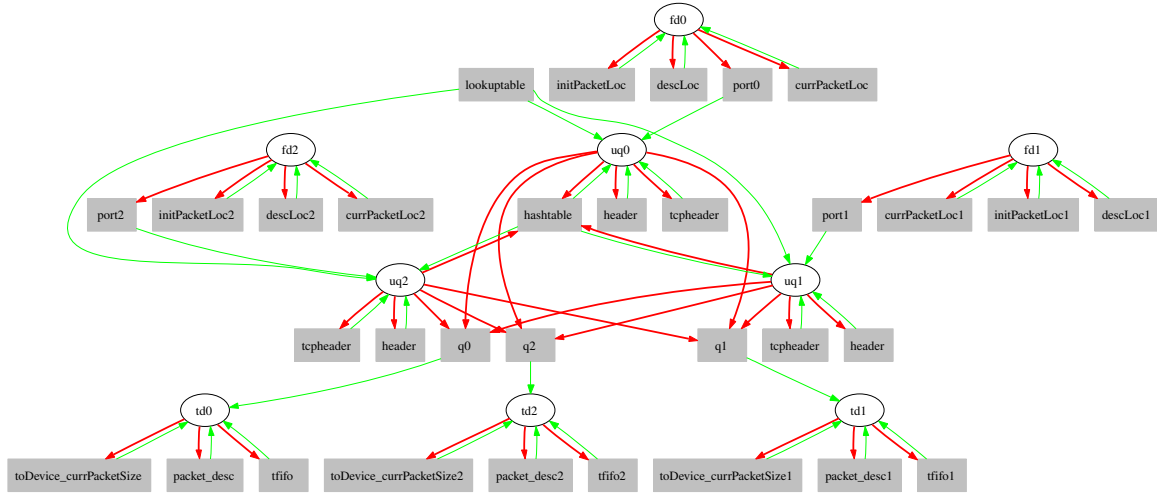 fd0
lookuptable
initPacketLoc
descLoc
port0
currPacketLoc
fd2
uq0
fd1
port2
initPacketLoc2
descLoc2
currPacketLoc2
hashtable
header
tcpheader
port1
currPacketLoc1
initPacketLoc1
descLoc1
uq2
uq1
tcpheader
header
q0
q2
q1
tcpheader
header
td0
td2
td1
toDevice_currPacketSize
packet_desc
tfifo
toDevice_currPacketSize2
packet_desc2
tfifo2
toDevice_currPacketSize1
packet_desc1
tfifo1